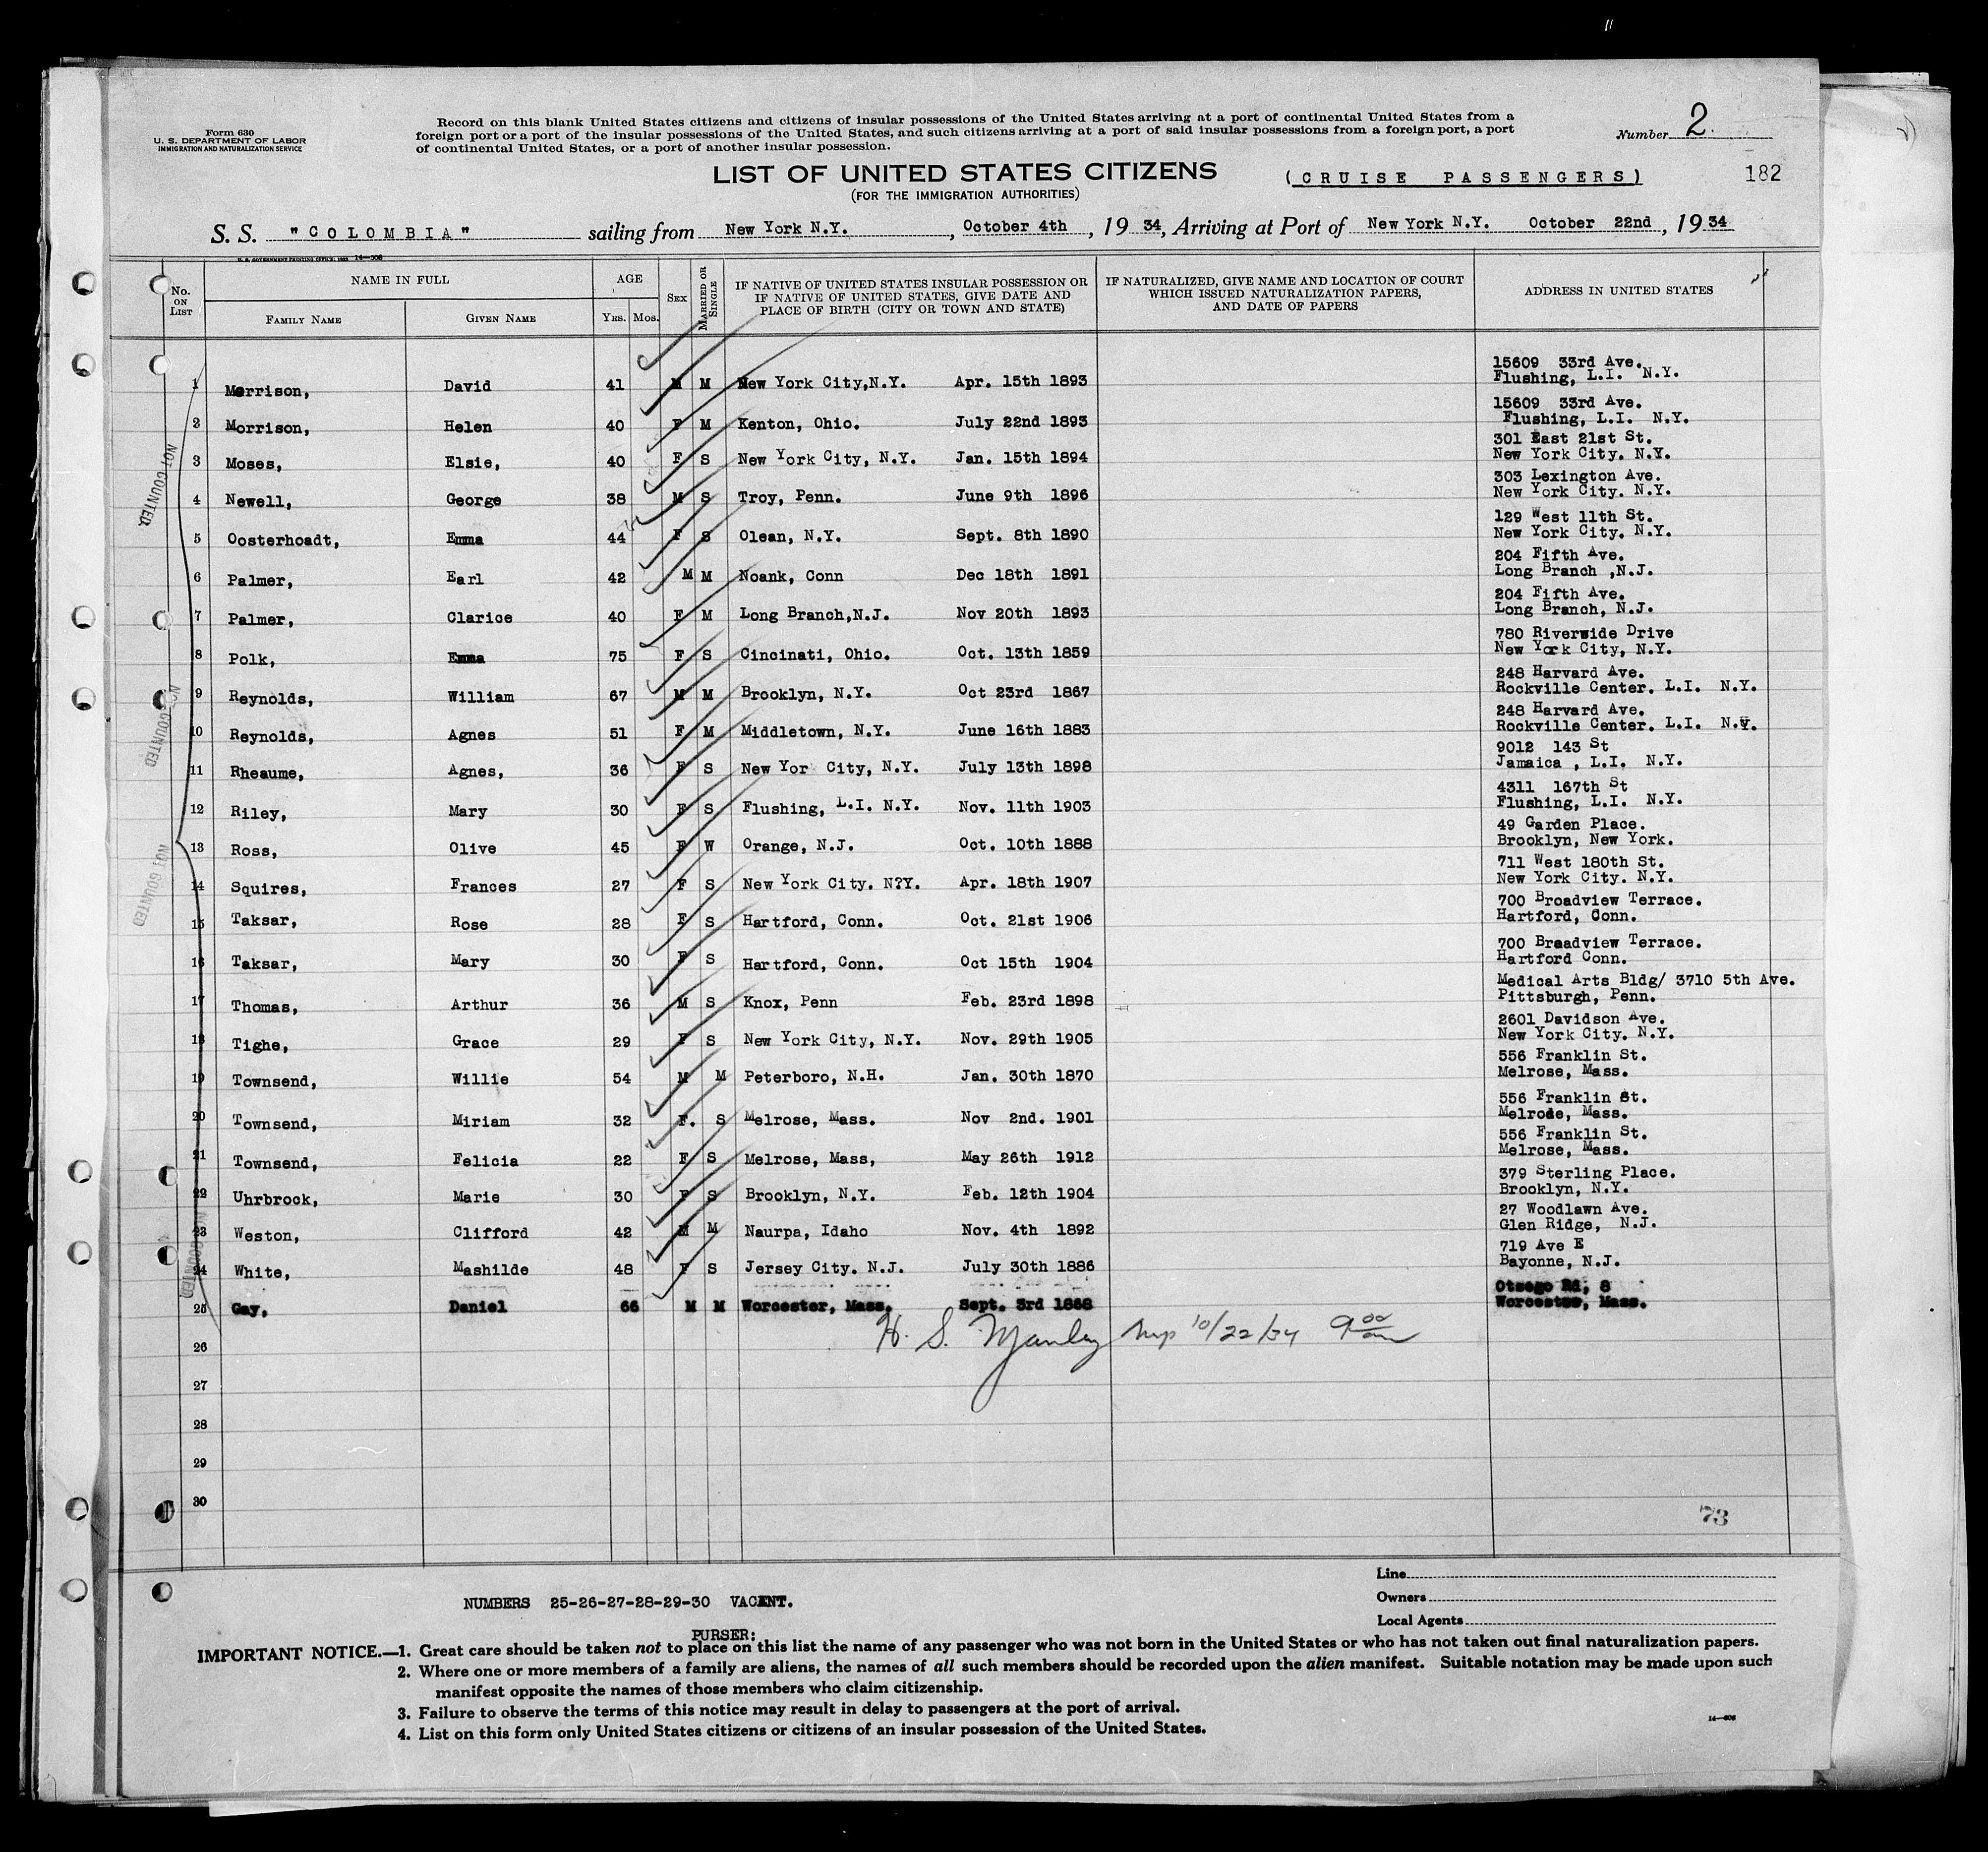 Form 630
U. S. DEPARTMENT OF LABOR
IMMIGRATION AND NATURALIZATION SERVICE
Record on this blank United States citizens and citizens of insular possessions of the United States arriving at a port of continental United States from a
foreign port or a port of the insular possessions of the United States, and such citizens arriving at a port of said insular possessions from a foreign port, a port
of continental United States, or a port of another insular possession.
Number 2.
LIST OF UNITED STATES CITIZENS (CRUISE PASSENGERS) 182
(FOR THE IMMIGRATION AUTHORITIES)
S. S. "COLOMBIA" sailing from New York N.Y. , October 4th , 19 34, Arriving at Port of New York N.Y. October 22nd , 19 34
U. S. GOVERNMENT PRINTING OFFICE: 1933 14—508
No. ON LIST
NAME IN FULL
FAMILY NAME
GIVEN NAME
AGE
YRS. MOS.
SEX
MARRIED OR SINGLE
IF NATIVE OF UNITED STATES INSULAR POSSESSION OR
IF NATIVE OF UNITED STATES, GIVE DATE AND
PLACE OF BIRTH (CITY OR TOWN AND STATE)
IF NATURALIZED, GIVE NAME AND LOCATION OF COURT
WHICH ISSUED NATURALIZATION PAPERS,
AND DATE OF PAPERS
ADDRESS IN UNITED STATES
15609 33rd Ave.
1 Morrison, David 41 M M New York City,N.Y. Apr. 15th 1893 Flushing, L.I. N.Y.
15609 33rd Ave.
2 Morrison, Helen 40 F M Kenton, Ohio. July 22nd 1893 Flushing, L.I. N.Y.
301 East 21st St.
3 Moses, Elsie, 40 F S New York City, N.Y. Jan. 15th 1894 New York City. N.Y.
303 Lexington Ave.
4 Newell, George 38 M S Troy, Penn. June 9th 1896 New York City. N.Y.
129 West 11th St.
5 Oosterhoadt, Emma 44 F S Olean, N.Y. Sept. 8th 1890 New York City. N.Y.
204 Fifth Ave.
6 Palmer, Earl 42 M M Noank, Conn Dec 18th 1891 Long Branch ,N.J.
204 Fifth Ave.
7 Palmer, Clarice 40 F M Long Branch,N.J. Nov 20th 1893 Long Branch, N.J.
780 Riverside Drive
8 Polk, Emma 75 F S Cincinati, Ohio. Oct. 13th 1859 New York City, N.Y.
248 Harvard Ave.
9 Reynolds, William 67 M M Brooklyn, N.Y. Oct 23rd 1867 Rockville Center. L.I. N.Y.
248 Harvard Ave.
10 Reynolds, Agnes 51 F M Middletown, N.Y. June 16th 1883 Rockville Center. L.I. N.Y.
9012 143 St
11 Rheaume, Agnes, 36 F S New Yor City, N.Y. July 13th 1898 Jamaica , L.I. N.Y.
4311 167th St
12 Riley, Mary 30 F S Flushing, L.I. N.Y. Nov. 11th 1903 Flushing, L.I. N.Y.
49 Garden Place.
13 Ross, Olive 45 F W Orange, N.J. Oct. 10th 1888 Brooklyn, New York.
711 West 180th St.
14 Squires, Frances 27 F S New York City. N?Y. Apr. 18th 1907 New York City. N.Y.
700 Broadview Terrace.
15 Taksar, Rose 28 F S Hartford, Conn. Oct. 21st 1906 Hartford, Conn.
700 Braadview Terrace.
16 Taksar, Mary 30 F S Hartford, Conn. Oct 15th 1904 Hartford Conn.
Medical Arts Bldg/ 3710 5th Ave.
17 Thomas, Arthur 36 M S Knox, Penn Feb. 23rd 1898 Pittsburgh, Penn.
2601 Davidson Ave.
18 Tighe, Grace 29 F S New York City, N.Y. Nov. 29th 1905 New York City. N.Y.
556 Franklin St.
19 Townsend, Willie 54 M M Peterboro, N.H. Jan. 30th 1870 Melrose, Mass.
556 Franklin St.
20 Townsend, Miriam 32 F. S Melrose, Mass. Nov 2nd. 1901 Melrode, Mass.
556 Franklin St.
21 Townsend, Felicia 22 F S Melrose, Mass, May 26th 1912 Melrose, Mass.
379 Sterling Place.
22 Uhrbrock, Marie 30 F S Brooklyn, N.Y. Feb. 12th 1904 Brooklyn, N.Y.
27 Woodlawn Ave.
23 Weston, Clifford 42 M M Naurpa, Idaho Nov. 4th 1892 Glen Ridge, N.J.
719 Ave E
24 White, Mashilde 48 F S Jersey City. N.J. July 30th 1886 Bayonne, N.J.
Otsego Rd, 8
25 Gay, Daniel 66 M M Worcester, Mass. Sept. 3rd 1868 Worcester, Mass.
26 H. S. Manley 10/22/34 9 00 am
27
28
29
30
NOT COUNTED
NOT COUNTED
NOT COUNTED
NOT COUNTED
73
Line
Owners
Local Agents
NUMBERS 25-26-27-28-29-30 VACANT.
PURSER:
IMPORTANT NOTICE.—1. Great care should be taken not to place on this list the name of any passenger who was not born in the United States or who has not taken out final naturalization papers.
2. Where one or more members of a family are aliens, the names of all such members should be recorded upon the alien manifest. Suitable notation may be made upon such
manifest opposite the names of those members who claim citizenship.
3. Failure to observe the terms of this notice may result in delay to passengers at the port of arrival.
4. List on this form only United States citizens or citizens of an insular possession of the United States.
14—508